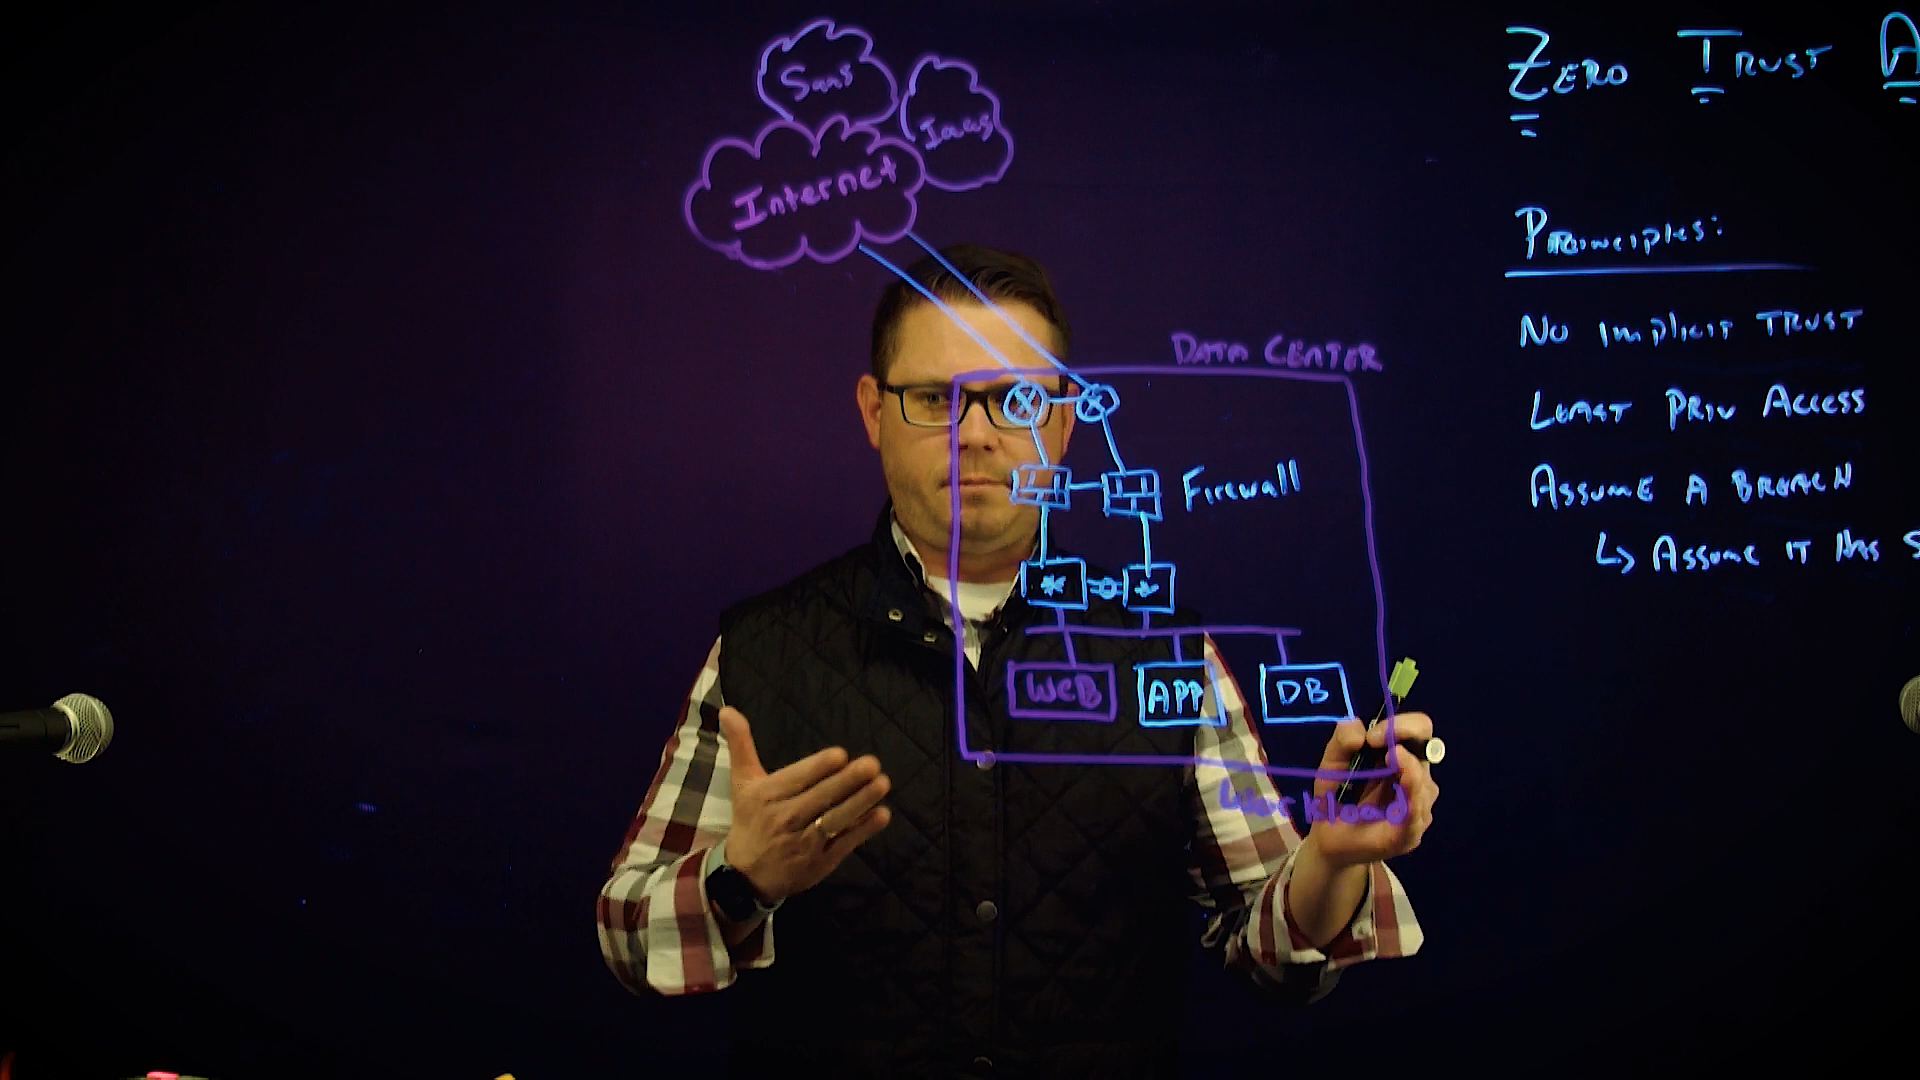 SaaS
IaaS
Internet
ZERO TRUST A
PRINCIPLES:
DATA CENTER
NO IMPLICIT TRUST
LEAST PRIV ACCESS
Firewall
ASSUME A BREACH
↳ ASSUME IT HAS S
WEB
APP
DB
Workload